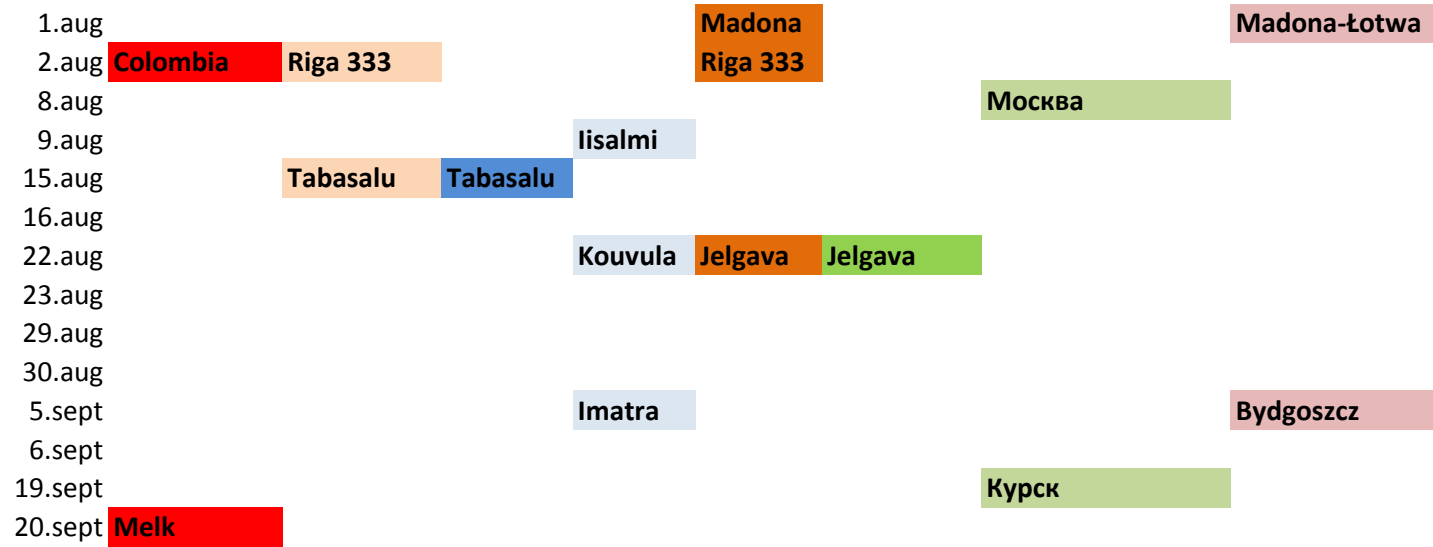 1.aug Madona Madona-Łotwa
2.aug Colombia Riga 333 Riga 333
8.aug Москва
9.aug Iisalmi
15.aug Tabasalu Tabasalu
16.aug
22.aug Kouvula Jelgava Jelgava
23.aug
29.aug
30.aug
5.sept Imatra Bydgoszcz
6.sept
19.sept Курск
20.sept Melk